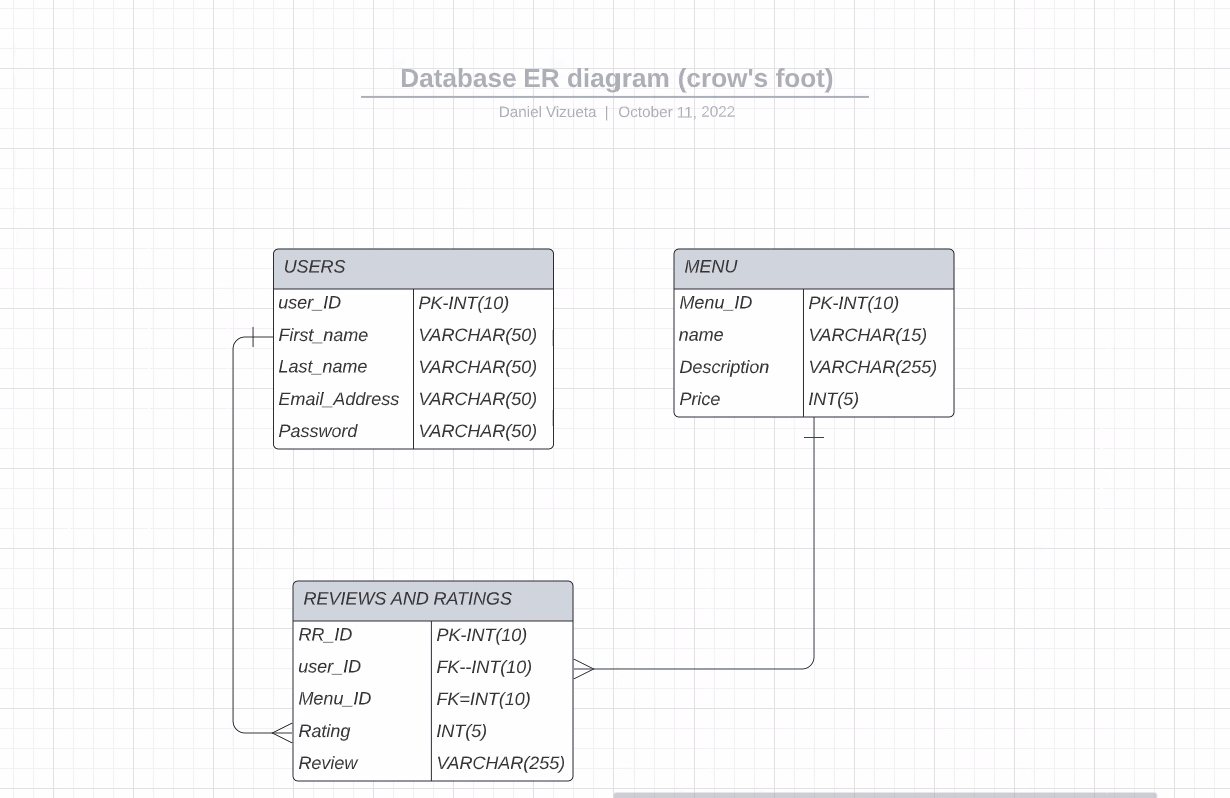 Database ER diagram (crow's foot)
Daniel Vizueta | October 11, 2022
USERS
user_ID PK-INT(10)
First_name VARCHAR(50)
Last_name VARCHAR(50)
Email_Address VARCHAR(50)
Password VARCHAR(50)
MENU
Menu_ID PK-INT(10)
name VARCHAR(15)
Description VARCHAR(255)
Price INT(5)
REVIEWS AND RATINGS
RR_ID PK-INT(10)
user_ID FK--INT(10)
Menu_ID FK=INT(10)
Rating INT(5)
Review VARCHAR(255)